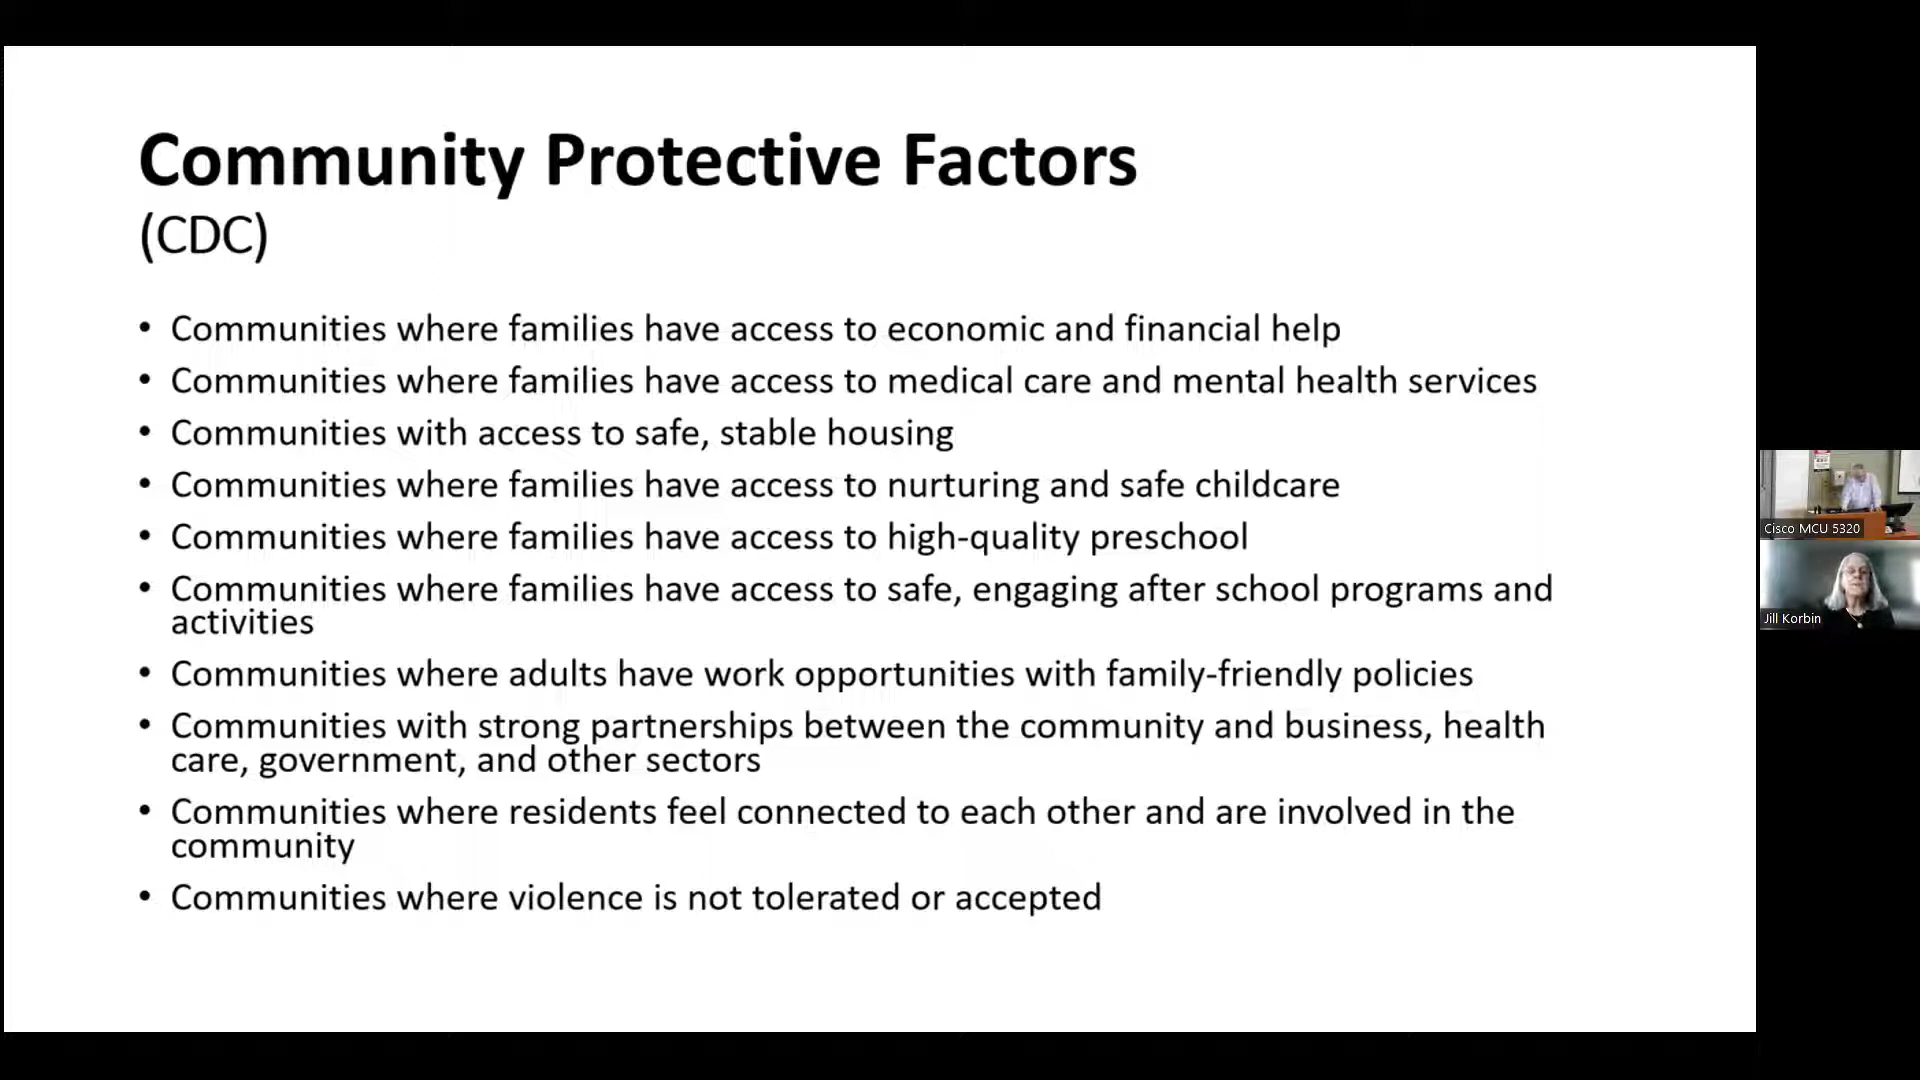 Community Protective Factors
(CDC)
• Communities where families have access to economic and financial help
• Communities where families have access to medical care and mental health services
• Communities with access to safe, stable housing
• Communities where families have access to nurturing and safe childcare
• Communities where families have access to high-quality preschool
• Communities where families have access to safe, engaging after school programs and
activities
• Communities where adults have work opportunities with family-friendly policies
• Communities with strong partnerships between the community and business, health
care, government, and other sectors
• Communities where residents feel connected to each other and are involved in the
community
• Communities where violence is not tolerated or accepted
Cisco MCU 5320
Jill Korbin